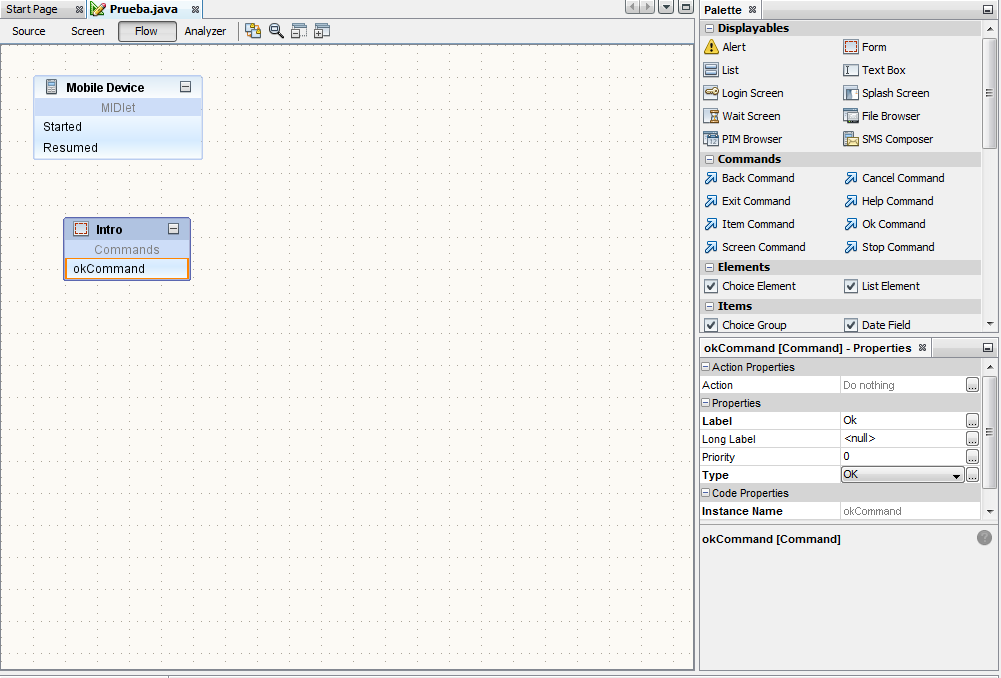 Start Page
Prueba.java
Source Screen Flow Analyzer
Mobile Device
MIDlet
Started
Resumed
Intro
Commands
okCommand
Palette
Displayables
Alert Form
List Text Box
Login Screen Splash Screen
Wait Screen File Browser
PIM Browser SMS Composer
Commands
Back Command Cancel Command
Exit Command Help Command
Item Command Ok Command
Screen Command Stop Command
Elements
Choice Element List Element
Items
Choice Group Date Field
okCommand [Command] - Properties
Action Properties
Action Do nothing ...
Properties
Label Ok ...
Long Label <null> ...
Priority 0 ...
Type OK ...
Code Properties
Instance Name okCommand
okCommand [Command] ?